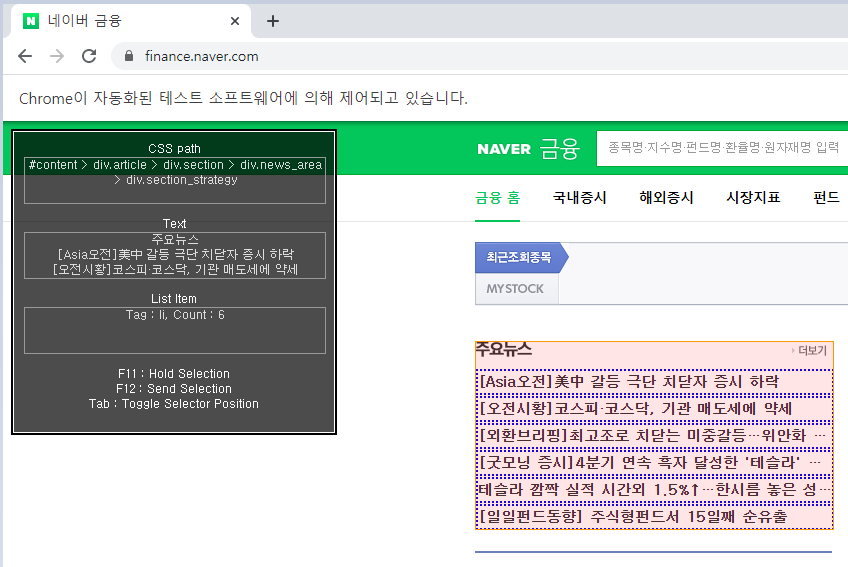 네이버 금융
finance.naver.com
Chrome이 자동화된 테스트 소프트웨어에 의해 제어되고 있습니다.
CSS path
#content > div.article > div.section > div.news_area
> div.section_strategy
Text
주요뉴스
[Asia오전]美中 갈등 극단 치닫자 증시 하락
[오전시황]코스피·코스닥, 기관 매도세에 약세
List Item
Tag : li, Count : 6
F11 : Hold Selection
F12 : Send Selection
Tab : Toggle Selector Position
NAVER 금융
종목명·지수명·펀드명·환율명·원자재명 입력
금융 홈 국내증시 해외증시 시장지표 펀드
최근조회종목
MYSTOCK
주요뉴스 더보기
[Asia오전]美中 갈등 극단 치닫자 증시 하락
[오전시황]코스피·코스닥, 기관 매도세에 약세
[외환브리핑]최고조로 치닫는 미중갈등…위안화 …
[굿모닝 증시]4분기 연속 흑자 달성한 '테슬라' …
테슬라 깜짝 실적 시간외 1.5%↑…한시름 놓은 성…
[일일펀드동향] 주식형펀드서 15일째 순유출